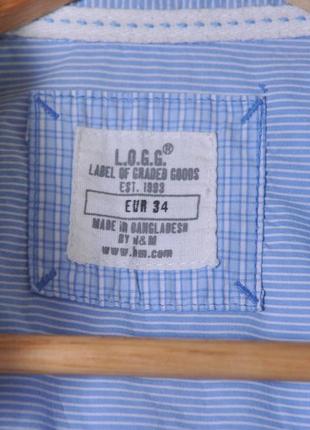 L.O.G.G.®
LABEL OF GRADED GOODS
EST. 1993
EUR 34
MADE IN BANGLADESH
BY H&M
www.hm.com